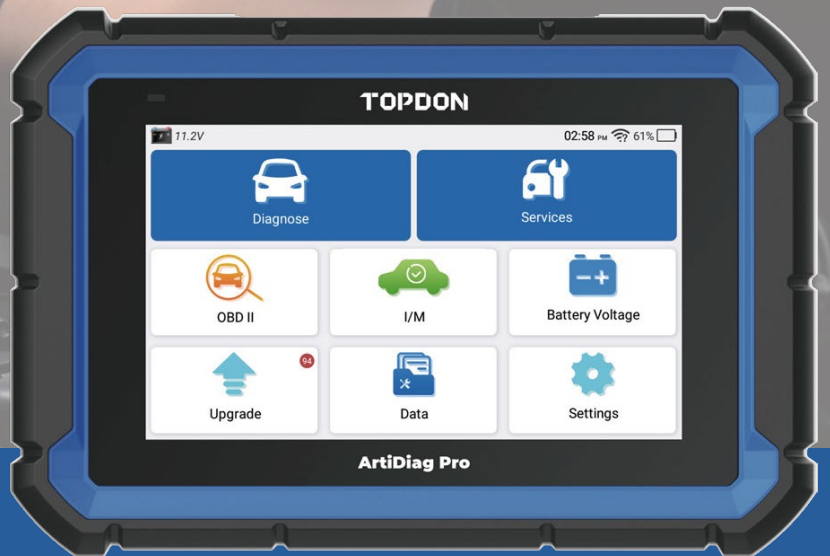 TOPDON
11.2V 02:58 PM 61%
Diagnose Services
OBD II I/M Battery Voltage
94
Upgrade Data Settings
ArtiDiag Pro